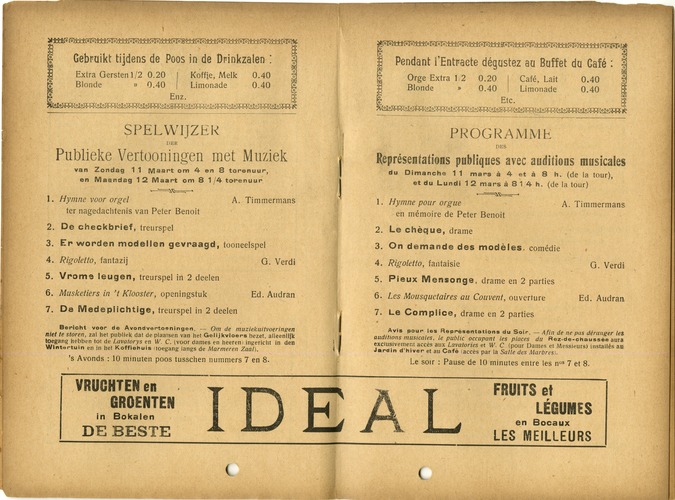 Gebruikt tijdens de Poos in de Drinkzalen :
Extra Gersten 1/2 0.20 | Koffie, Melk 0.40
Blonde » 0.40 | Limonade 0.40
Enz.
SPELWIJZER
DER
Publieke Vertooningen met Muziek
van Zondag 11 Maart om 4 en 8 torenuur,
en Maandag 12 Maart om 8 1/4 torenuur
1. Hymne voor orgel A. Timmermans
ter nagedachtenis van Peter Benoit
2. De checkbrief, treurspel
3. Er worden modellen gevraagd, tooneelspel
4. Rigoletto, fantazij G. Verdi
5. Vrome leugen, treurspel in 2 deelen
6. Musketiers in 't Klooster, openingstuk Ed. Audran
7. De Medeplichtige, treurspel in 2 deelen
Bericht voor de Avondvertooningen. — Om de muziekuitvoeringen
niet te storen, zal het publiek dat de plaatsen van het Gelijkvloers bezet, alleenlijk
toegang hebben tot de Lavatorys en W. C. (voor dames en heeren) ingericht in den
Wintertuin en in het Koffiehuis (toegang langs de Marmeren Zaal).
's Avonds : 10 minuten poos tusschen nummers 7 en 8.
Pendant l'Entracte dégustez au Buffet du Café :
Orge Extra 1/2 0.20 | Café, Lait 0.40
Blonde » 0.40 | Limonade 0.40
Etc.
PROGRAMME
DES
Représentations publiques avec auditions musicales
du Dimanche 11 mars à 4 et à 8 h. (de la tour),
et du Lundi 12 mars à 8 1/4 h. (de la tour)
1. Hymne pour orgue A. Timmermans
en mémoire de Peter Benoit
2. Le chèque, drame
3. On demande des modèles, comédie
4. Rigoletto, fantaisie G. Verdi
5. Pieux Mensonge, drame en 2 parties
6. Les Mousquetaires au Couvent, ouverture Ed. Audran
7. Le Complice, drame en 2 parties
Avis pour les Représentations du Soir. — Afin de ne pas déranger les
auditions musicales, le public occupant les places du Rez-de-chaussée aura
exclusivement accès aux Lavatories et W. C. (pour Dames et Messieurs) installés au
Jardin d'hiver et au Café (accès par la Salle des Marbres).
Le soir : Pause de 10 minutes entre les nos 7 et 8.
VRUCHTEN en
GROENTEN
in Bokalen
DE BESTE
IDEAL
FRUITS et
LÉGUMES
en Bocaux
LES MEILLEURS